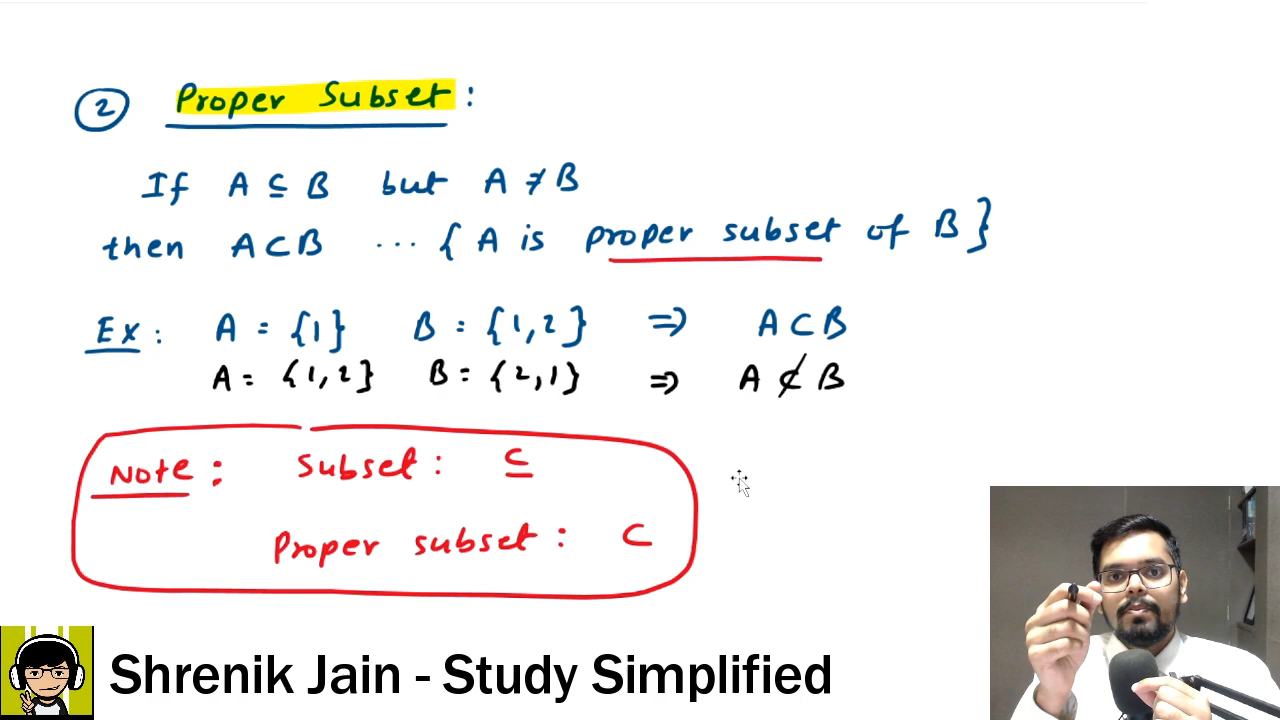 ② Proper Subset :
If A ⊆ B but A ≠ B
then A ⊂ B ... { A is proper subset of B }
Ex : A = {1} B = {1,2} ⇒ A ⊂ B
A = {1,2} B = {2,1} ⇒ A ⊄ B
Note : Subset : ⊆
Proper subset : ⊂
Shrenik Jain - Study Simplified